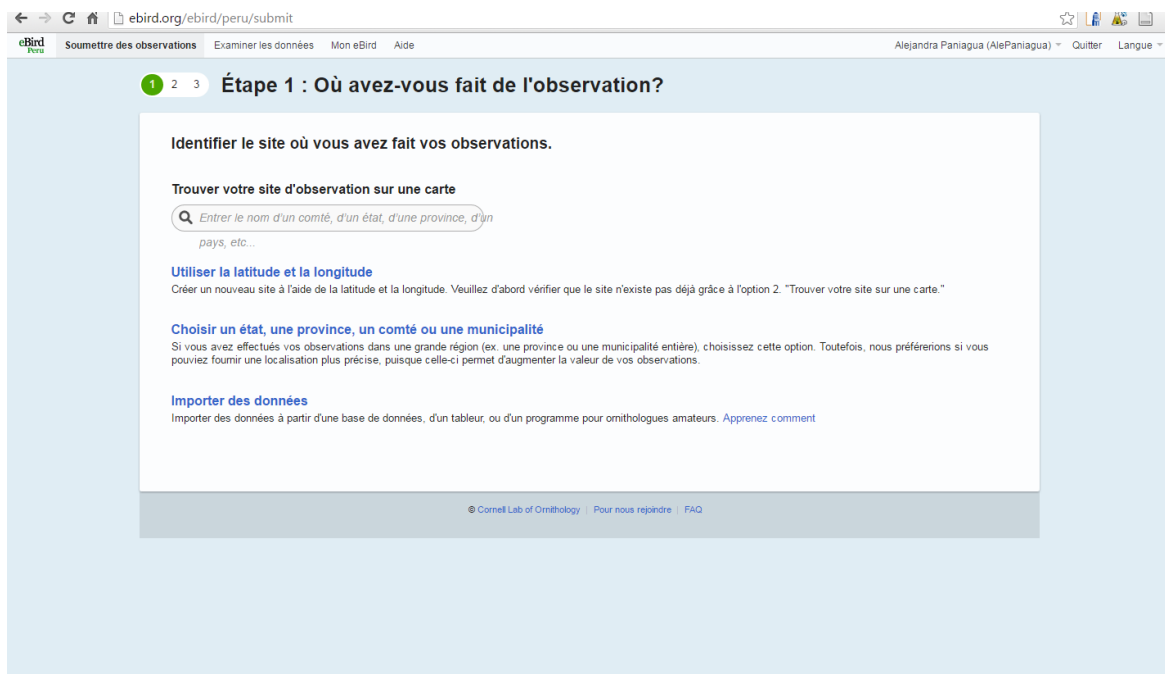 ebird.org/ebird/peru/submit
eBird Peru Soumettre des observations Examiner les données Mon eBird Aide Alejandra Paniagua (AlePaniagua) Quitter Langue
1 2 3 Étape 1 : Où avez-vous fait de l'observation?
Identifier le site où vous avez fait vos observations.
Trouver votre site d'observation sur une carte
Entrer le nom d'un comté, d'un état, d'une province, d'un
pays, etc...
Utiliser la latitude et la longitude
Créer un nouveau site à l'aide de la latitude et la longitude. Veuillez d'abord vérifier que le site n'existe pas déjà grâce à l'option 2. "Trouver votre site sur une carte."
Choisir un état, une province, un comté ou une municipalité
Si vous avez effectués vos observations dans une grande région (ex. une province ou une municipalité entière), choisissez cette option. Toutefois, nous préférerions si vous
pouviez fournir une localisation plus précise, puisque celle-ci permet d'augmenter la valeur de vos observations.
Importer des données
Importer des données à partir d'une base de données, d'un tableur, ou d'un programme pour ornithologues amateurs. Apprenez comment
© Cornell Lab of Ornithology | Pour nous rejoindre | FAQ